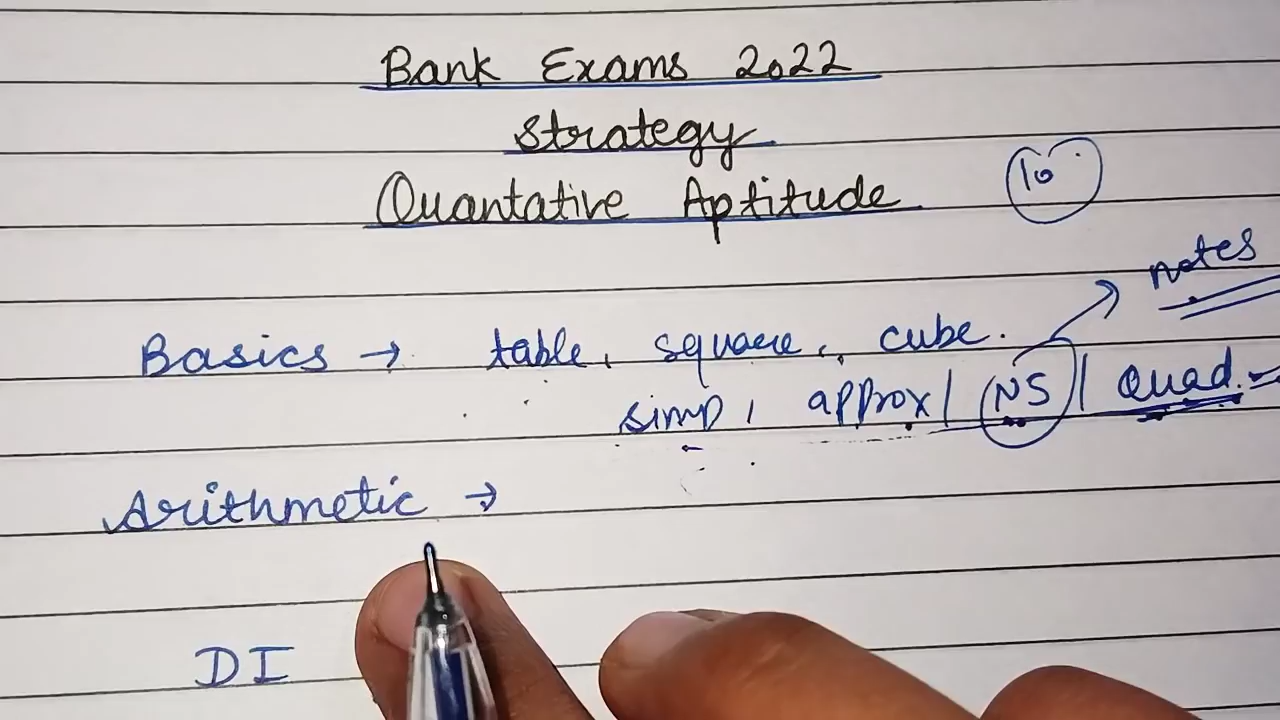 Bank Exams 2022
Strategy
Quantative Aptitude
10
notes
Basics → table, square, cube.
simp, approx | NS | Quad.
Arithmetic →
DI